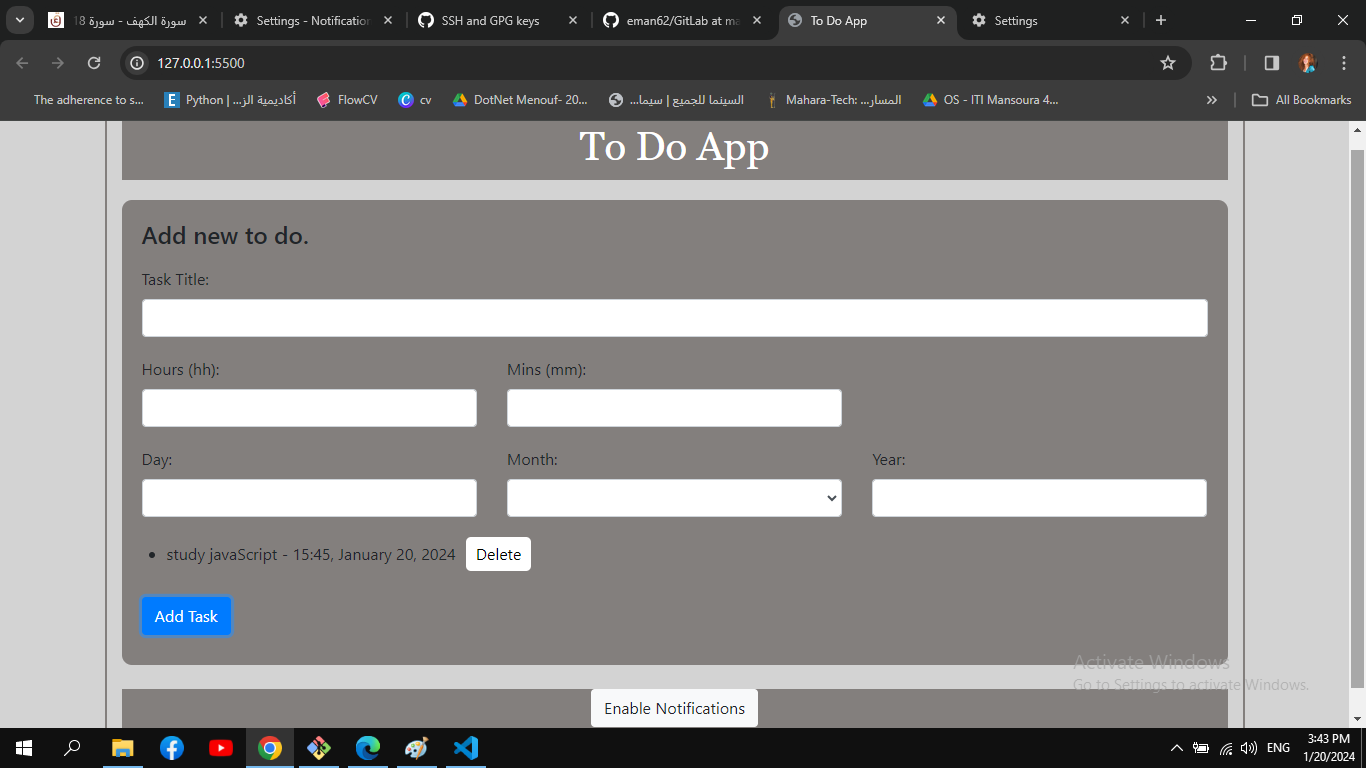 سورة الكهف - سورة 18
Settings - Notification
SSH and GPG keys
eman62/GitLab at ma
To Do App
Settings
127.0.0.1:5500
The adherence to s...
Python | أكاديمية الز...
FlowCV
cv
DotNet Menouf- 20...
السينما للجميع | سيما...
Mahara-Tech: المسار...
OS - ITI Mansoura 4...
»
All Bookmarks
To Do App
Add new to do.
Task Title:
Hours (hh):
Mins (mm):
Day:
Month:
Year:
• study javaScript - 15:45, January 20, 2024
Delete
Add Task
Activate Windows
Go to Settings to activate Windows.
Enable Notifications
ENG
3:43 PM
1/20/2024